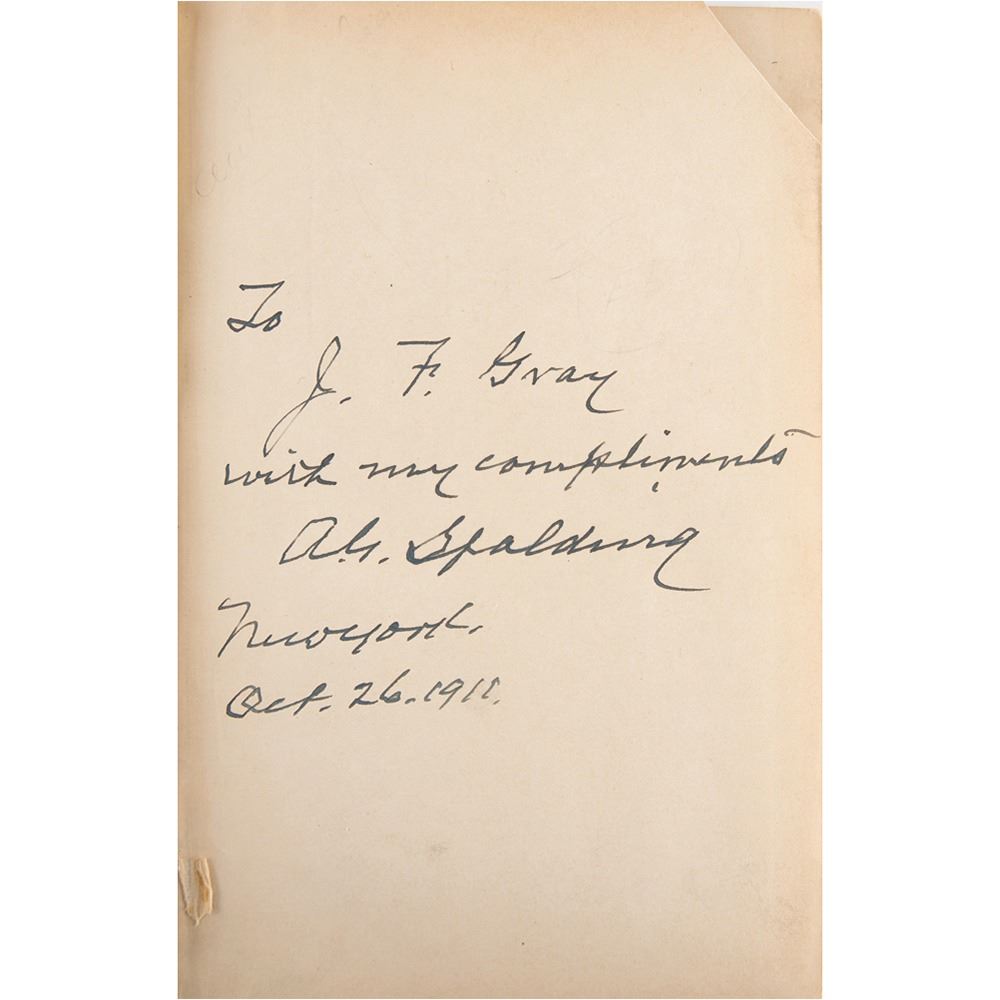 To
J. F. Gray
with my compliments
A.G. Spalding
New York.
Oct. 26. 1911.